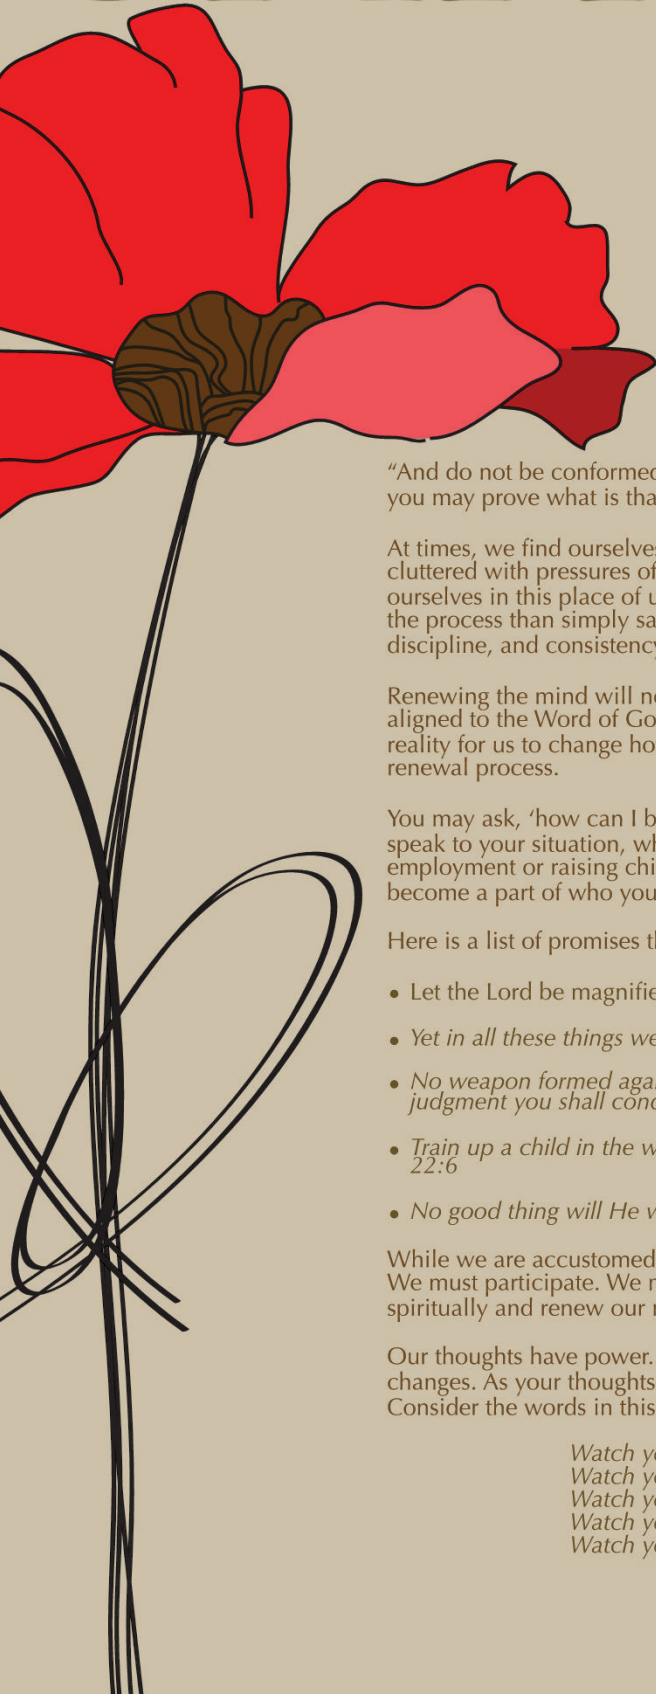 “And do not be conformed
you may prove what is tha
At times, we find ourselve
cluttered with pressures of
ourselves in this place of u
the process than simply sa
discipline, and consistency
Renewing the mind will n
aligned to the Word of Go
reality for us to change ho
renewal process.
You may ask, ‘how can I b
speak to your situation, wh
employment or raising chi
become a part of who you
Here is a list of promises th
• Let the Lord be magnifie
• Yet in all these things we
• No weapon formed aga
judgment you shall cond
• Train up a child in the w
22:6
• No good thing will He w
While we are accustomed
We must participate. We m
spiritually and renew our
Our thoughts have power.
changes. As your thoughts
Consider the words in this
Watch yo
Watch yo
Watch yo
Watch yo
Watch yo